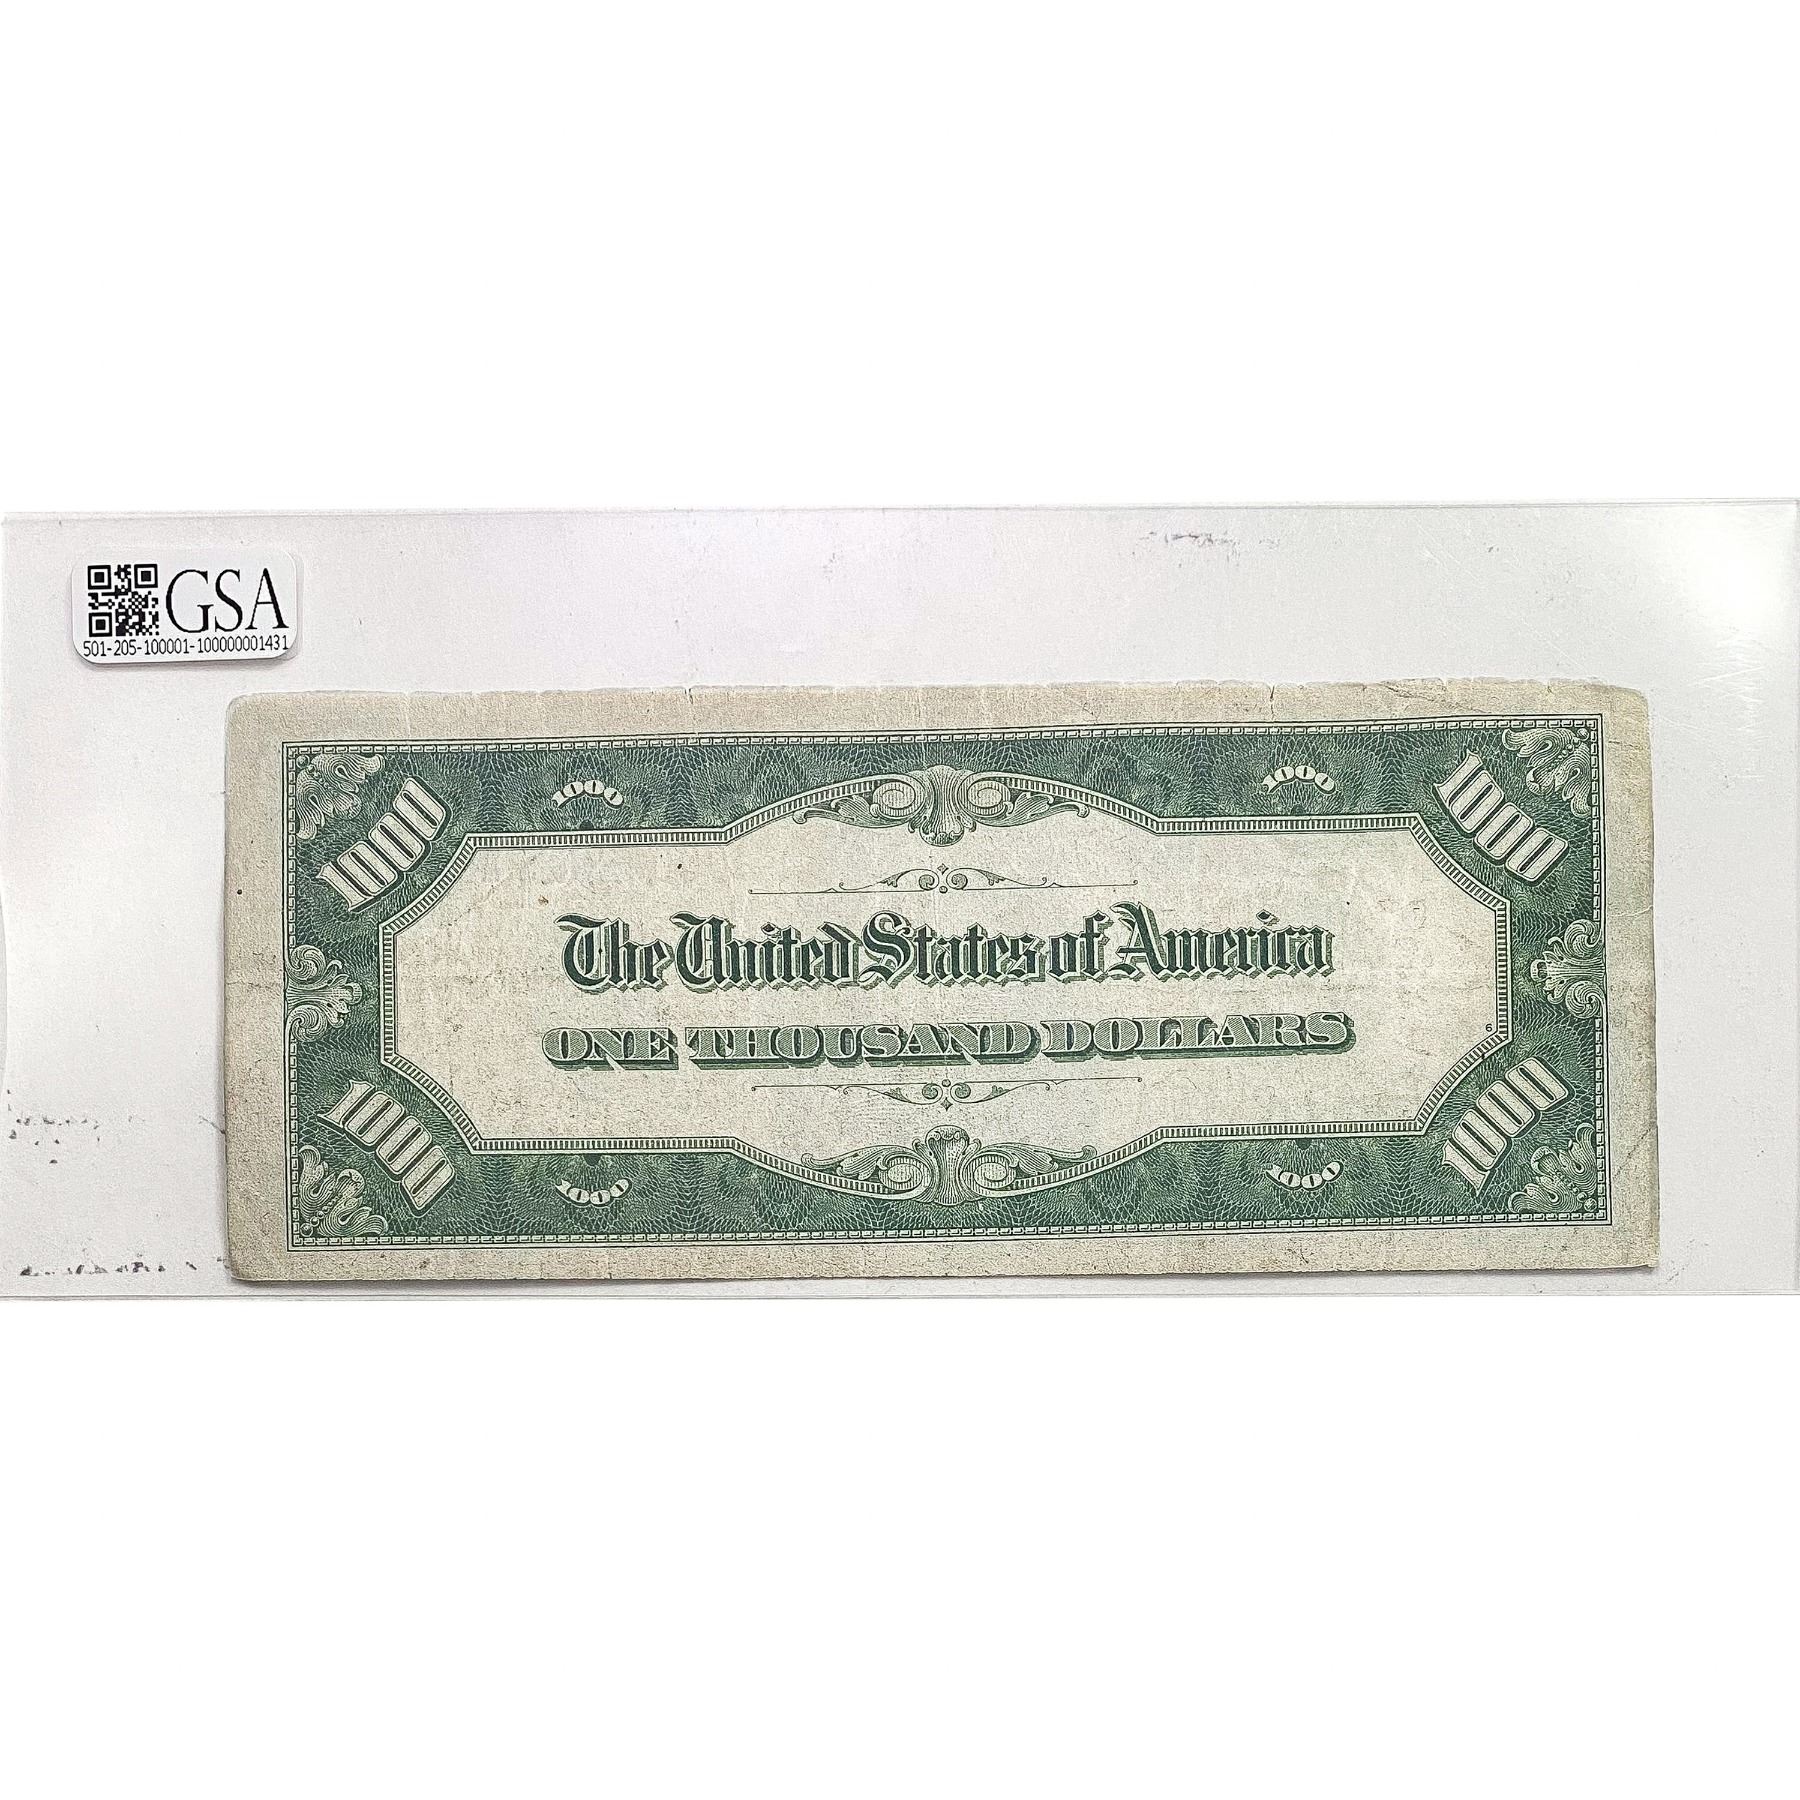 GSA
501-205-100001-100000001431
1000 1000 1000 1000
The United States of America
ONE THOUSAND DOLLARS
6
1000 1000 1000 1000